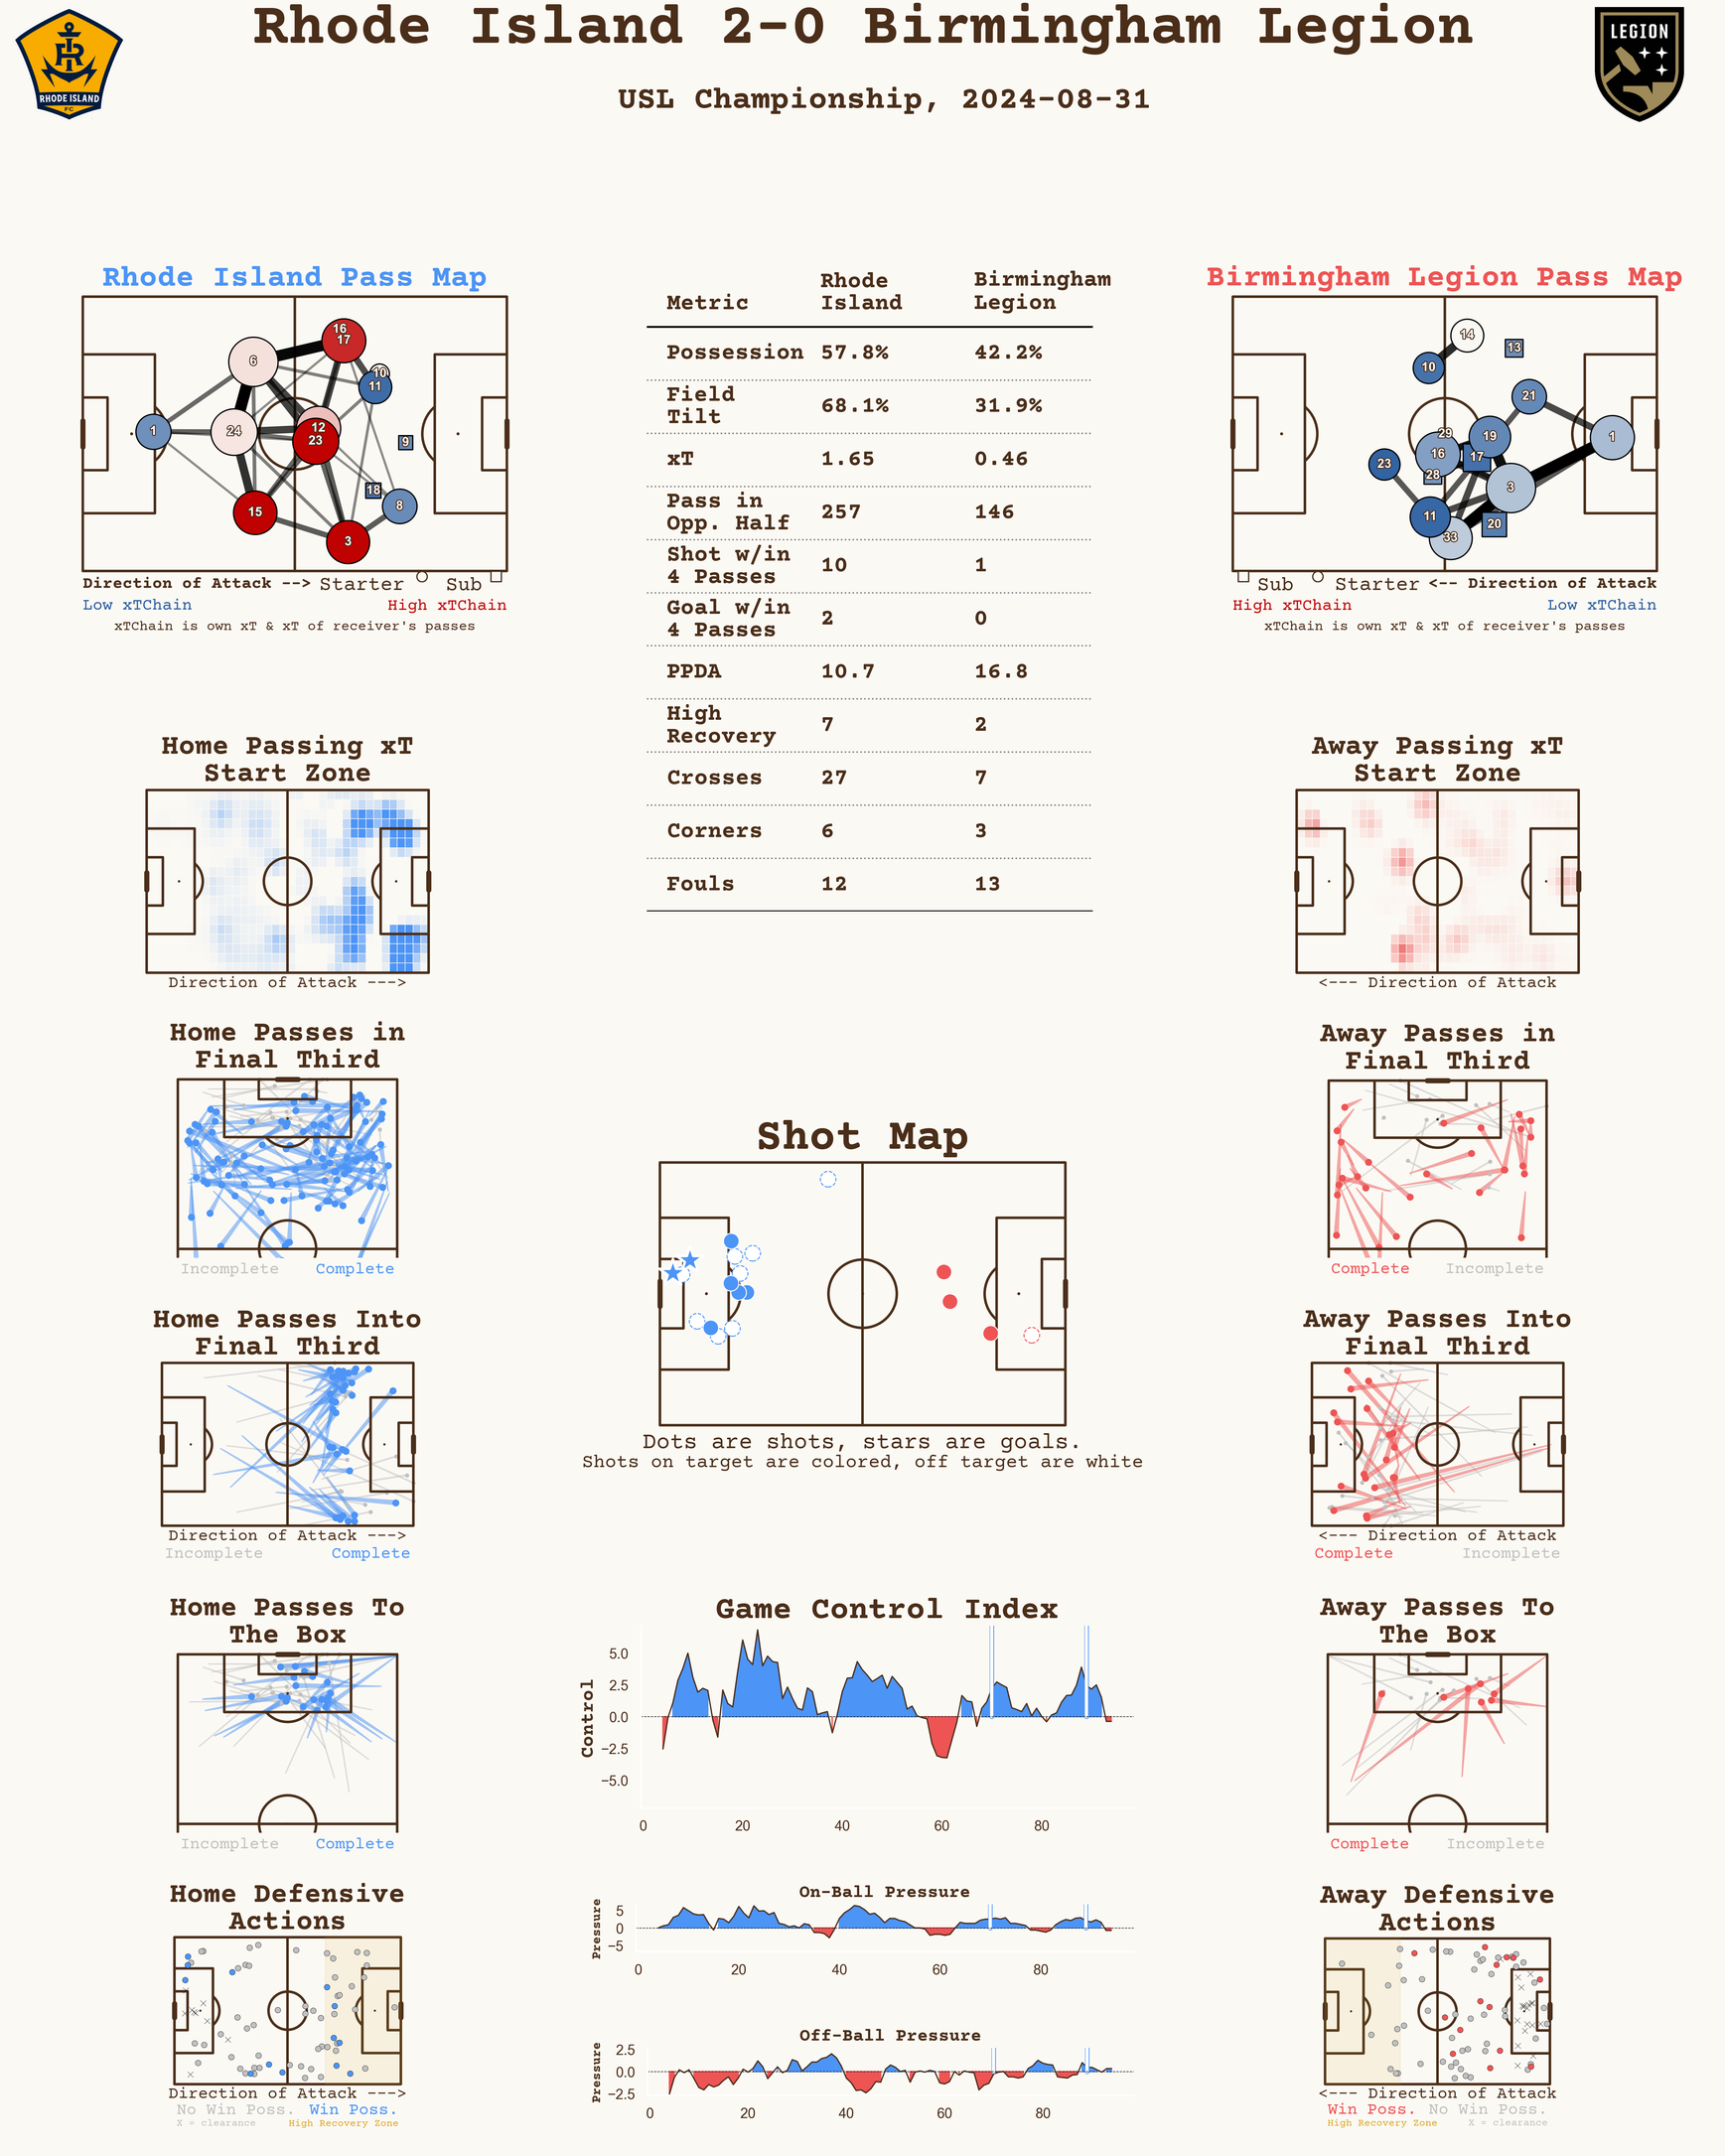 Rhode Island 2-0 Birmingham Legion
USL Championship, 2024-08-31
RHODE ISLAND
FC
LEGION
Rhode Island Pass Map
16
17
6
10
11
1
24
12
23
9
18
8
15
3
Direction of Attack --> Starter Sub
Low xTChain High xTChain
xTChain is own xT & xT of receiver's passes
Metric Rhode Island Birmingham Legion
Possession 57.8% 42.2%
Field Tilt 68.1% 31.9%
xT 1.65 0.46
Pass in Opp. Half 257 146
Shot w/in 4 Passes 10 1
Goal w/in 4 Passes 2 0
PPDA 10.7 16.8
High Recovery 7 2
Crosses 27 7
Corners 6 3
Fouls 12 13
Birmingham Legion Pass Map
14
13
10
21
29
19
1
16
17
23
28
3
11
20
33
Sub Starter <-- Direction of Attack
High xTChain Low xTChain
xTChain is own xT & xT of receiver's passes
Home Passing xT
Start Zone
Direction of Attack --->
Home Passes in
Final Third
Incomplete Complete
Home Passes Into
Final Third
Direction of Attack --->
Incomplete Complete
Home Passes To
The Box
Incomplete Complete
Home Defensive
Actions
Direction of Attack --->
No Win Poss. Win Poss.
X = clearance High Recovery Zone
Shot Map
Dots are shots, stars are goals.
Shots on target are colored, off target are white
Game Control Index
Control
5.0
2.5
0.0
−2.5
−5.0
0 20 40 60 80
On-Ball Pressure
Pressure
5
0
−5
0 20 40 60 80
Off-Ball Pressure
Pressure
2.5
0.0
−2.5
0 20 40 60 80
Away Passing xT
Start Zone
<--- Direction of Attack
Away Passes in
Final Third
Complete Incomplete
Away Passes Into
Final Third
<--- Direction of Attack
Complete Incomplete
Away Passes To
The Box
Complete Incomplete
Away Defensive
Actions
<--- Direction of Attack
Win Poss. No Win Poss.
High Recovery Zone X = clearance